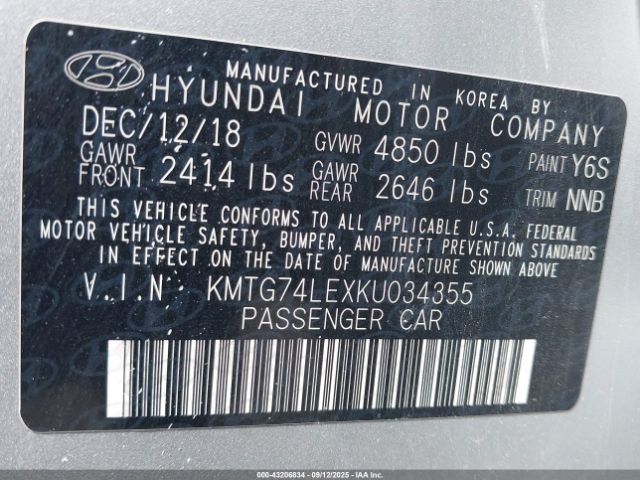 MANUFACTURED IN KOREA BY
HYUNDAI MOTOR COMPANY
DEC/12/18 GVWR 4850 lbs PAINT Y6S
GAWR FRONT 2414 lbs GAWR REAR 2646 lbs TRIM NNB
THIS VEHICLE CONFORMS TO ALL APPLICABLE U.S.A. FEDERAL
MOTOR VEHICLE SAFETY, BUMPER, AND THEFT PREVENTION STANDARDS
IN EFFECT ON THE DATE OF MANUFACTURE SHOWN ABOVE
V.I.N KMTG74LEXKU034355
PASSENGER CAR
000-43206834 - 09/12/2025 - IAAI.COM